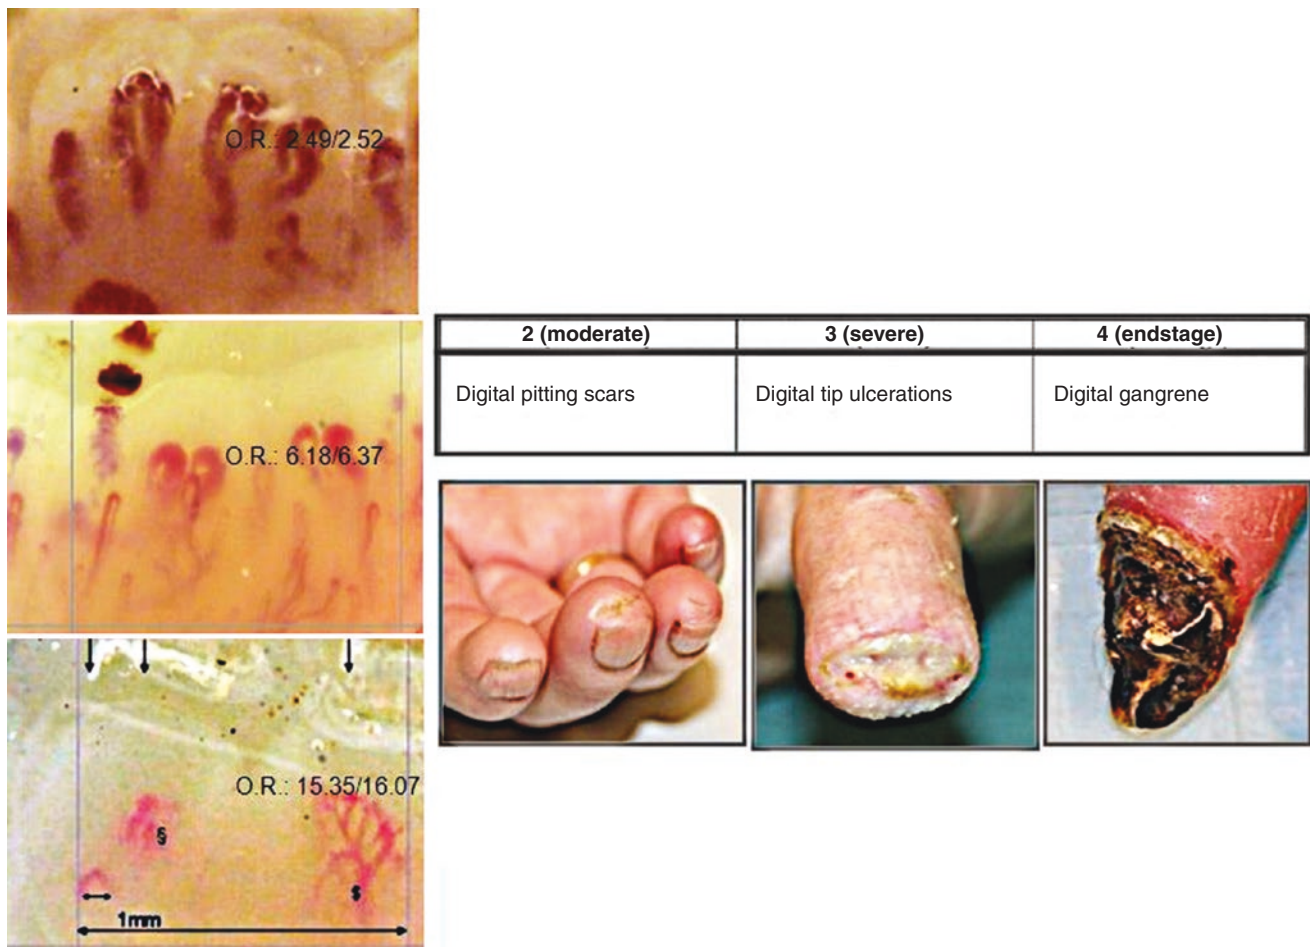 O.R.: 2.49/2.52
2 (moderate)
3 (severe)
4 (endstage)
Digital pitting scars
Digital tip ulcerations
Digital gangrene
O.R.: 6.18/6.37
O.R.: 15.35/16.07
§
$
1mm